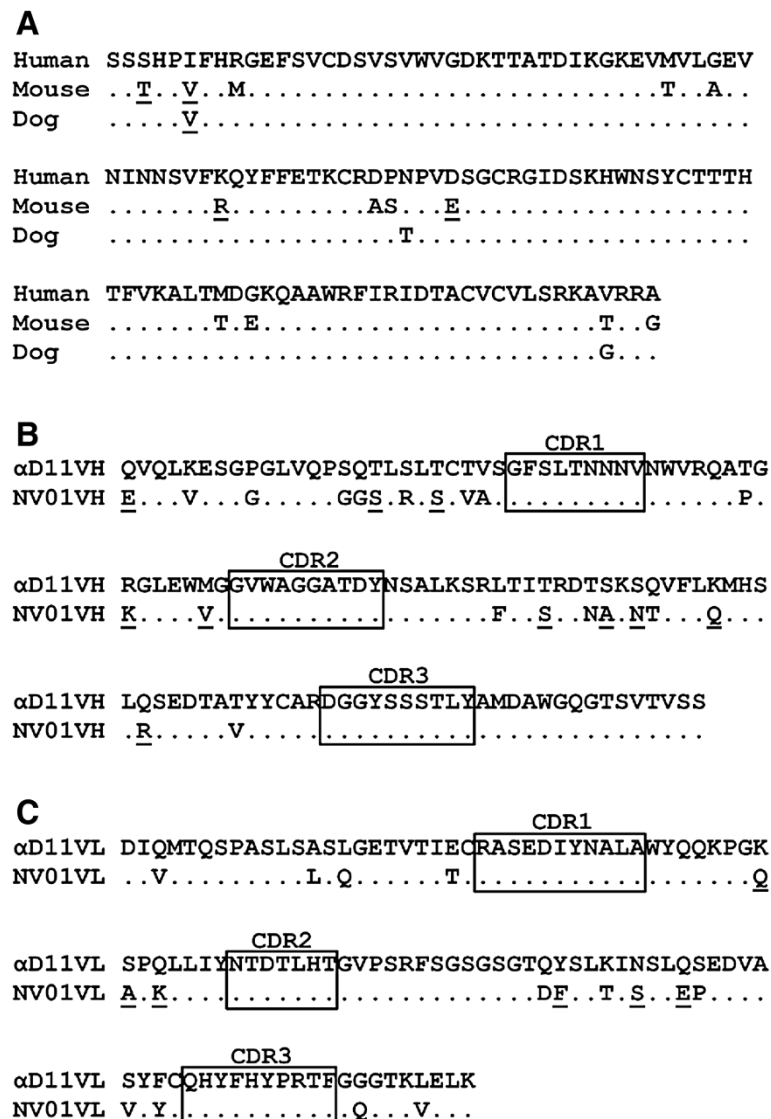 A
Human SSSHPIFHRGEFSVCDSVSVWVGDKTTATDIKGKEVMVLGEV
Mouse ..T..V..M...........................T..A..
Dog .....V....................................
Human NINNSVFKQYFFETKCRDPNPVDSGCRGIDSKHWNSYCTTTH
Mouse .......R.........AS...E...................
Dog ...................T......................
Human TFVKALTMDGKQAAWRFIRIDTACVCVLSRKAVRRA
Mouse .......T.E......................T..G
Dog ................................G...
B
CDR1
αD11VH QVQLKESGPGLVQPSQTLSLTCTVSGFSLTNNNVNWVRQATG
NV01VH E...V...G.....GGS.R.S.VA................P.
CDR2
αD11VH RGLEWMGGVWAGGATDYNSALKSRLTITRDTSKSQVFLKMHS
NV01VH K....V..................F..S..NA.NT...Q...
CDR3
αD11VH LQSEDTATYYCARDGGYSSSTLYAMDAWGQGTSVTVSS
NV01VH .R.....V..............................
C
CDR1
αD11VL DIQMTQSPASLSASLGETVTIECRASEDIYNALAWYQQKPGK
NV01VL ..V.........L.Q......T...................Q
CDR2
αD11VL SPQLLIYNTDTLHTGVPSRFSGSGSGTQYSLKINSLQSEDVA
NV01VL A.K........................DF..T.S..EP....
CDR3
αD11VL SYFCQHYFHYPRTFGGGTKLELK
NV01VL V.Y............Q...V...